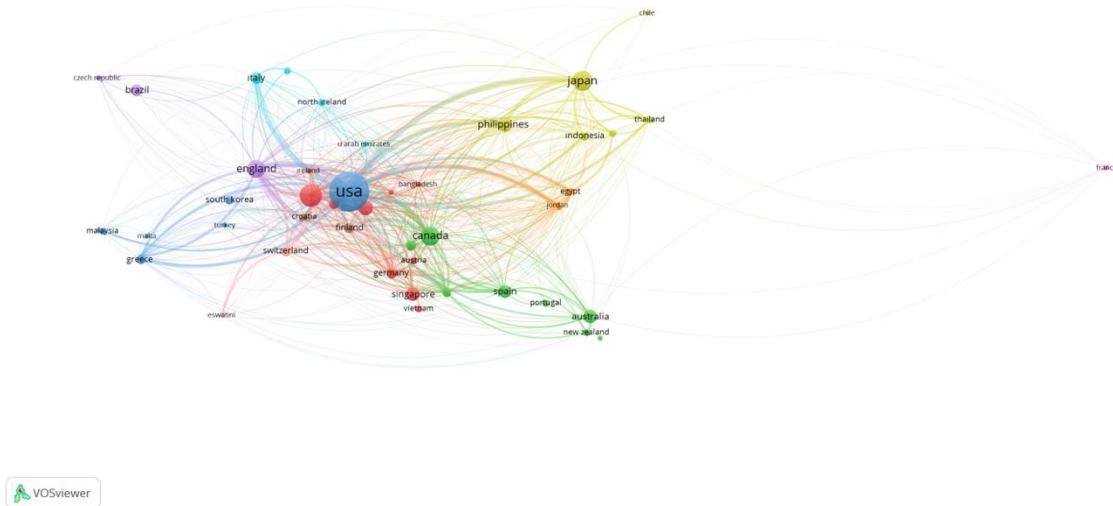 chile
czech republic
italy
japan
brazil
north ireland
philippines
thailand
indonesia
u arab emirates
england
franc
ireland
usa
bangladesh
egypt
south korea
jordan
croatia
malaysia
turkey
finland
canada
malta
switzerland
greece
austria
germany
singapore
spain
portugal
vietnam
eswatini
australia
new zealand
VOSviewer